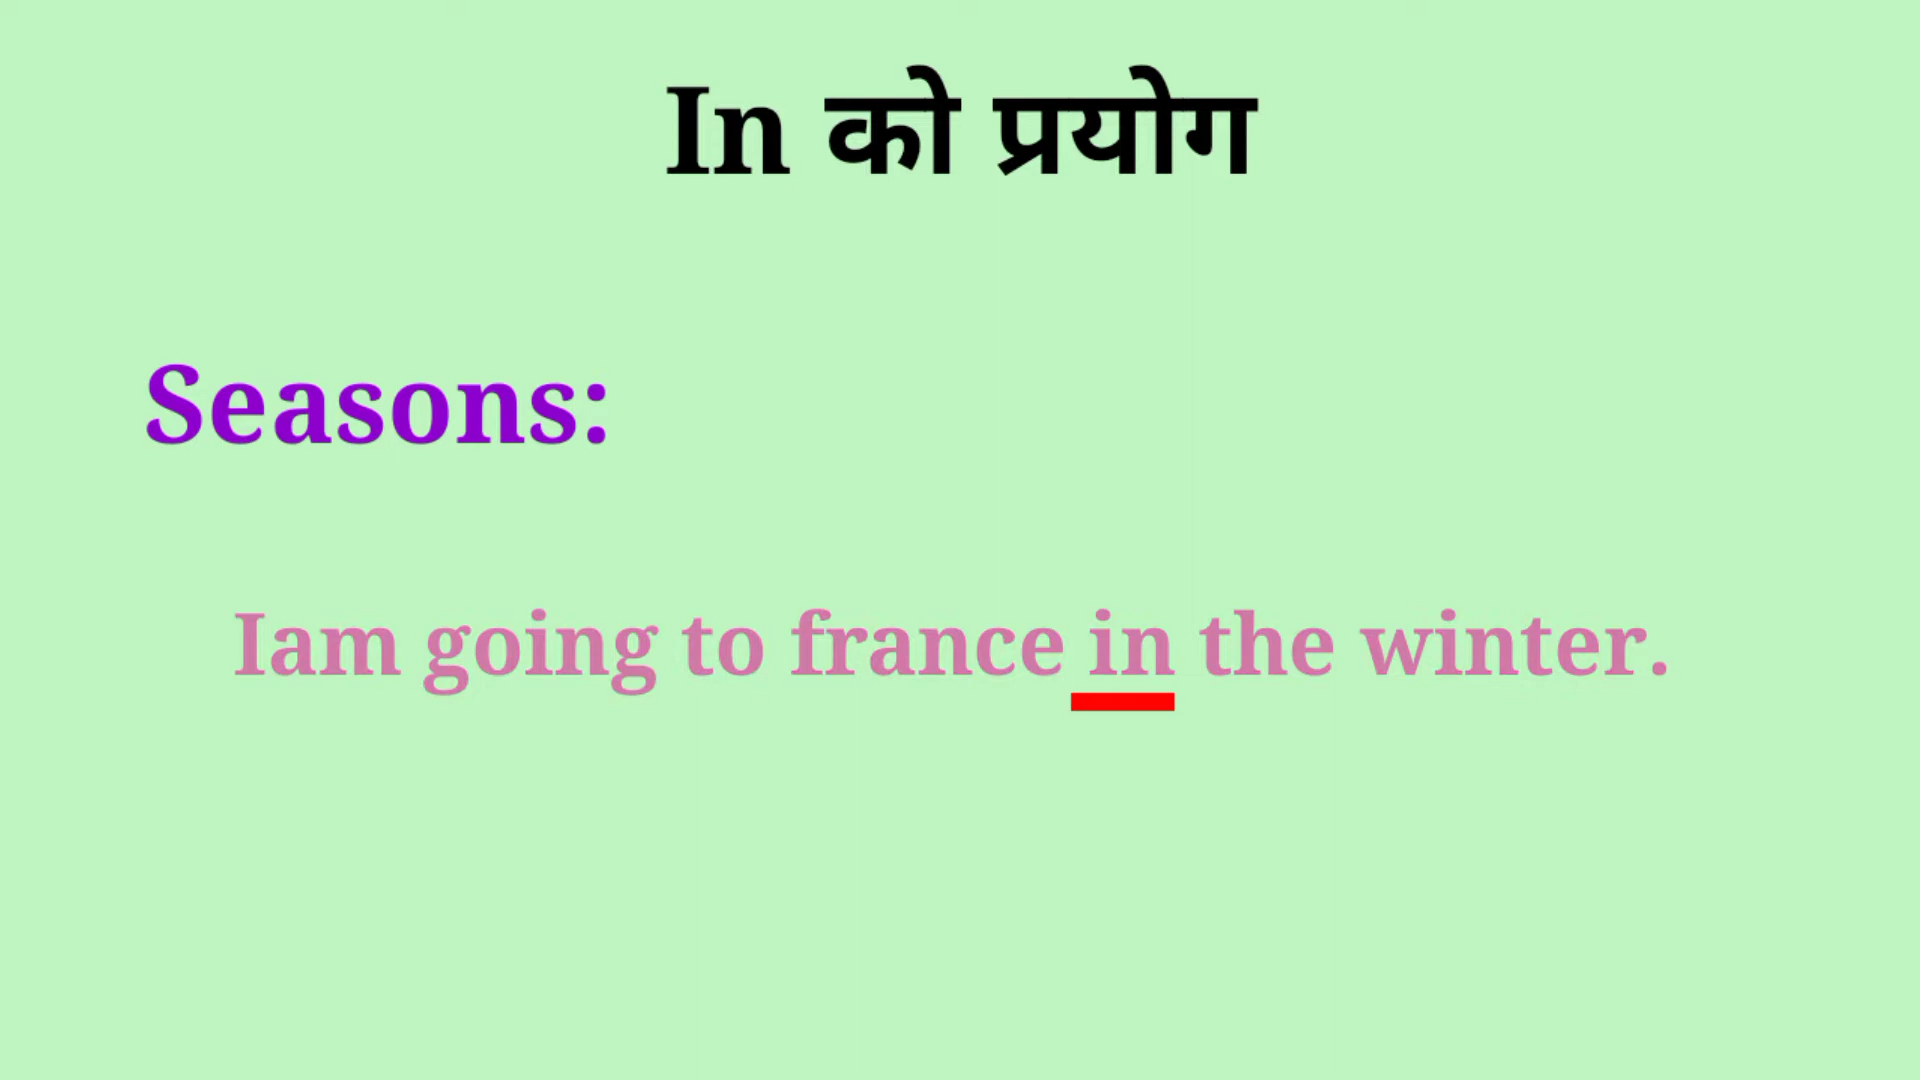 In को प्रयोग
Seasons:
Iam going to france in the winter.